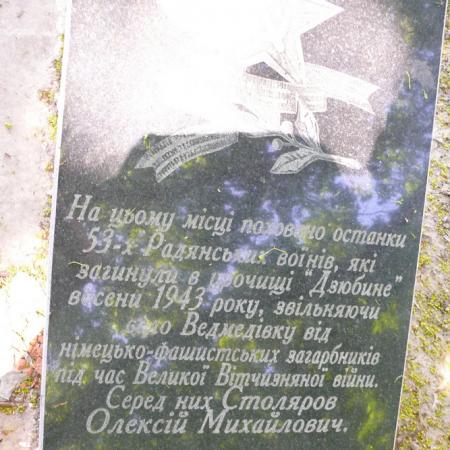 На цьому місці поховано останки
53-х Радянських воїнів, які
загинули в урочищі "Дзюбине"
восени 1943 року, звільняючи
село Ведмедівку від
німецько-фашистських загарбників
під час Великої Вітчизняної війни.
Серед них Столяров
Олексій Михайлович.